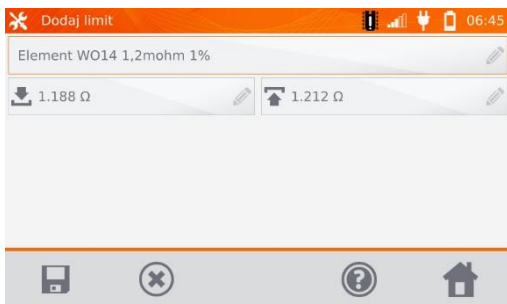 Dodaj limit 06:45
Element WO14 1,2mohm 1%
1.188 Ω 1.212 Ω